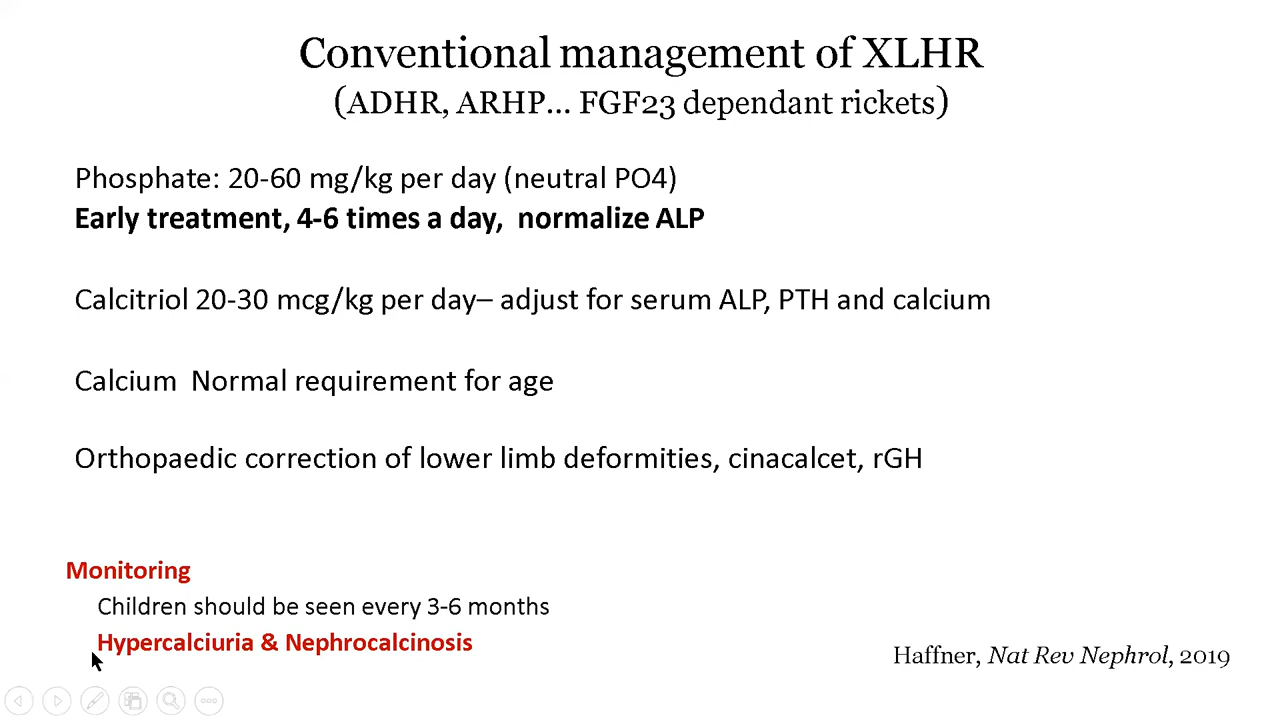 Conventional management of XLHR
(ADHR, ARHP... FGF23 dependant rickets)
Phosphate: 20-60 mg/kg per day (neutral PO4)
Early treatment, 4-6 times a day, normalize ALP
Calcitriol 20-30 mcg/kg per day– adjust for serum ALP, PTH and calcium
Calcium Normal requirement for age
Orthopaedic correction of lower limb deformities, cinacalcet, rGH
Monitoring
Children should be seen every 3-6 months
Hypercalciuria & Nephrocalcinosis
Haffner, Nat Rev Nephrol, 2019